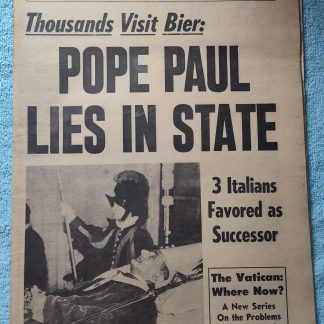 Thousands Visit Bier:
POPE PAUL
LIES IN STATE
3 Italians
Favored as
Successor
The Vatican:
Where Now?
A New Series
On the Problems